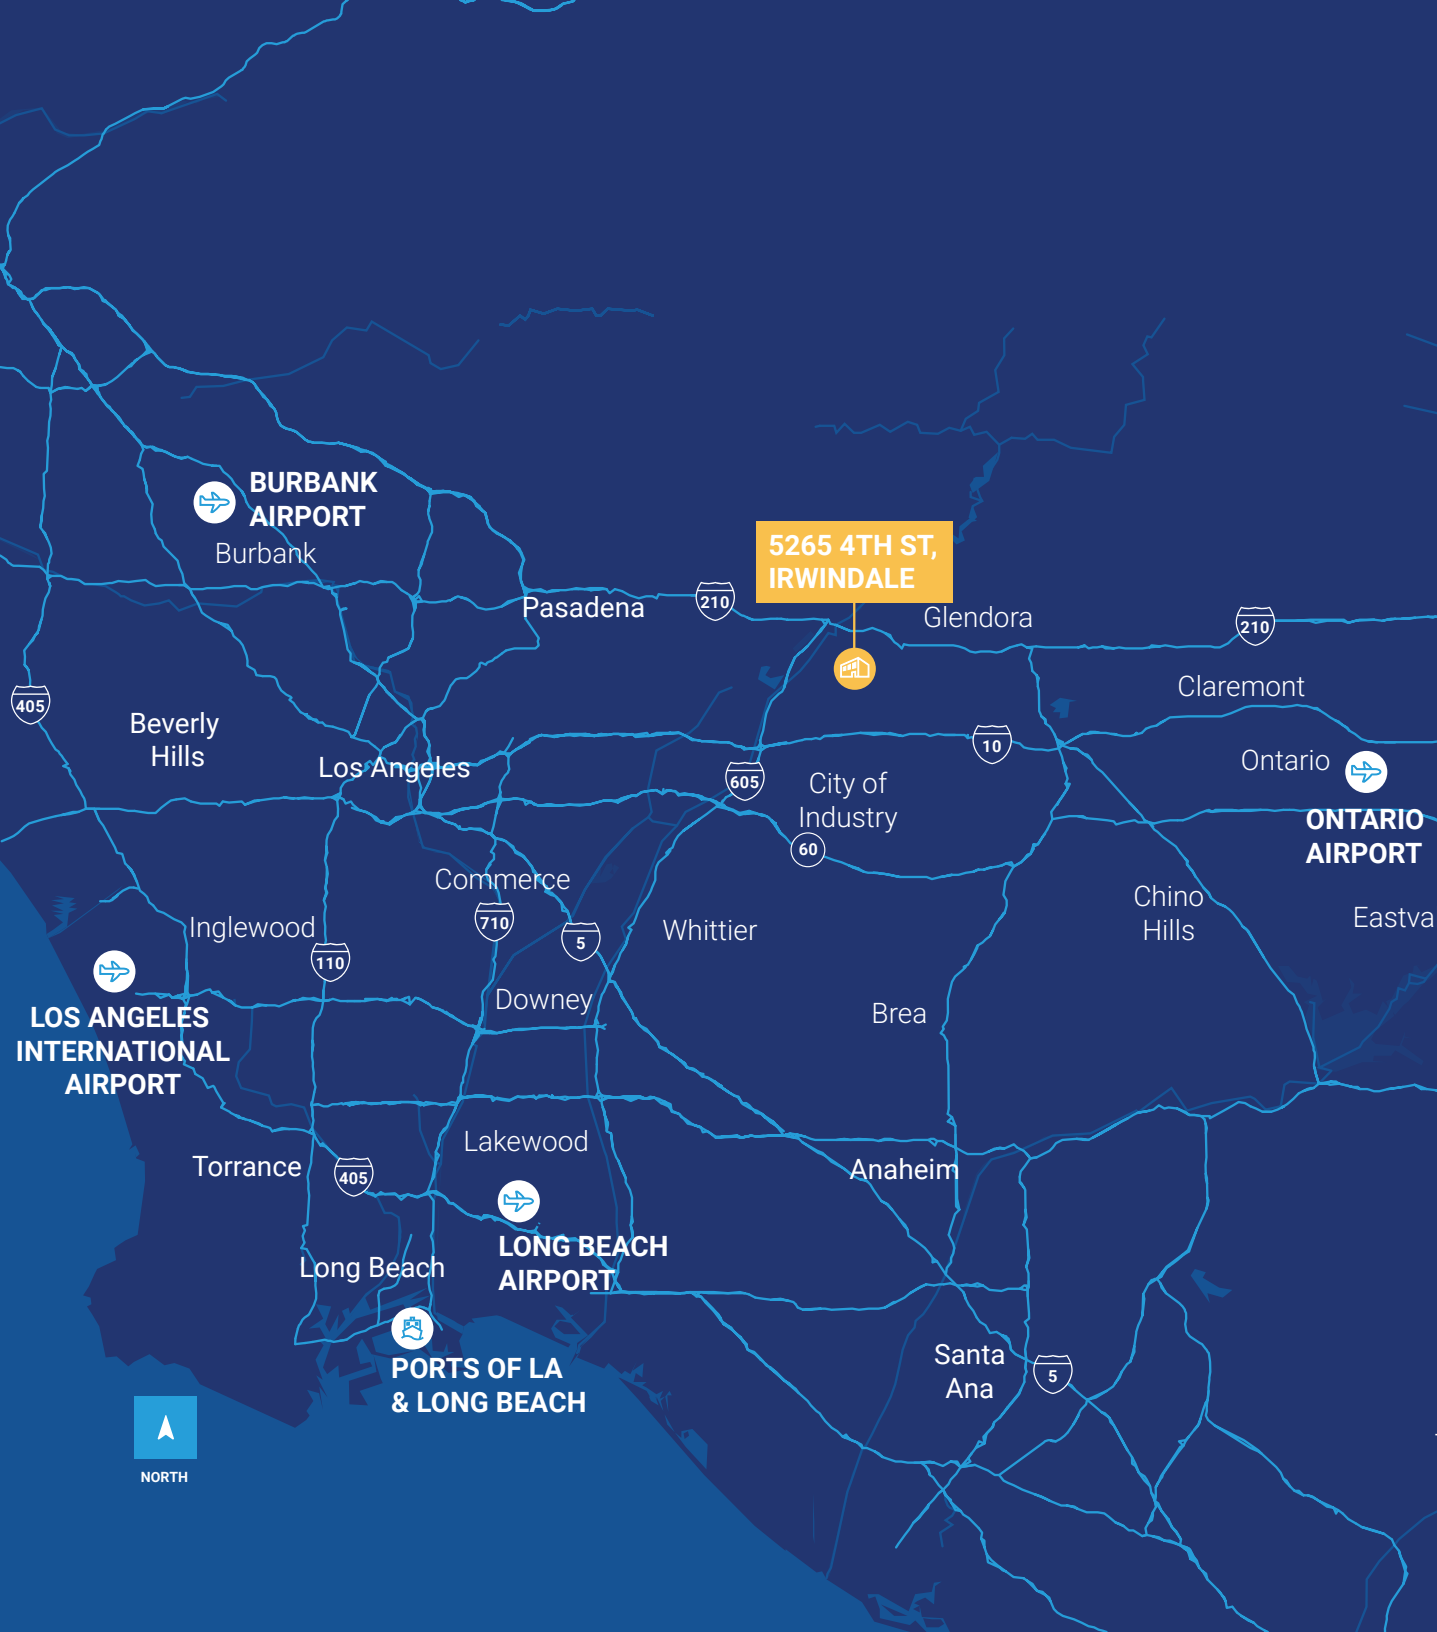 BURBANK
AIRPORT
Burbank
5265 4TH ST,
IRWINDALE
Pasadena
210
Glendora
210
Claremont
405
Beverly
Hills
Los Angeles
10
Ontario
605
City of
Industry
60
ONTARIO
AIRPORT
Commerce
710
5
Whittier
Chino
Hills
Eastva
Inglewood
110
LOS ANGELES
INTERNATIONAL
AIRPORT
Downey
Brea
Lakewood
Torrance
405
Anaheim
LONG BEACH
AIRPORT
Long Beach
PORTS OF LA
& LONG BEACH
Santa
Ana
5
NORTH